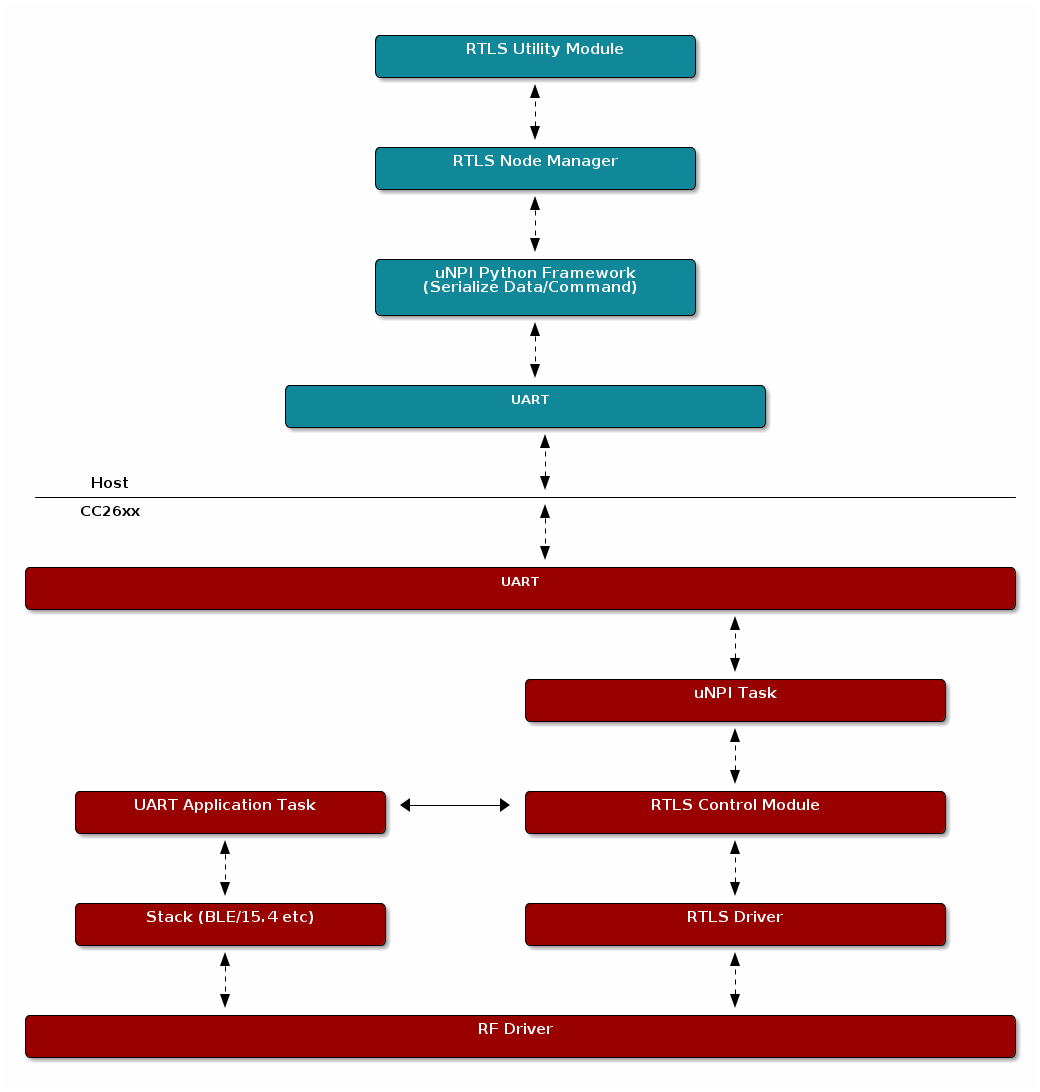 RTLS Utility Module
RTLS Node Manager
uNPI Python Framework
(Serialize Data/Command)
UART
Host
CC26xx
UART
uNPI Task
UART Application Task
RTLS Control Module
Stack (BLE/15.4 etc)
RTLS Driver
RF Driver